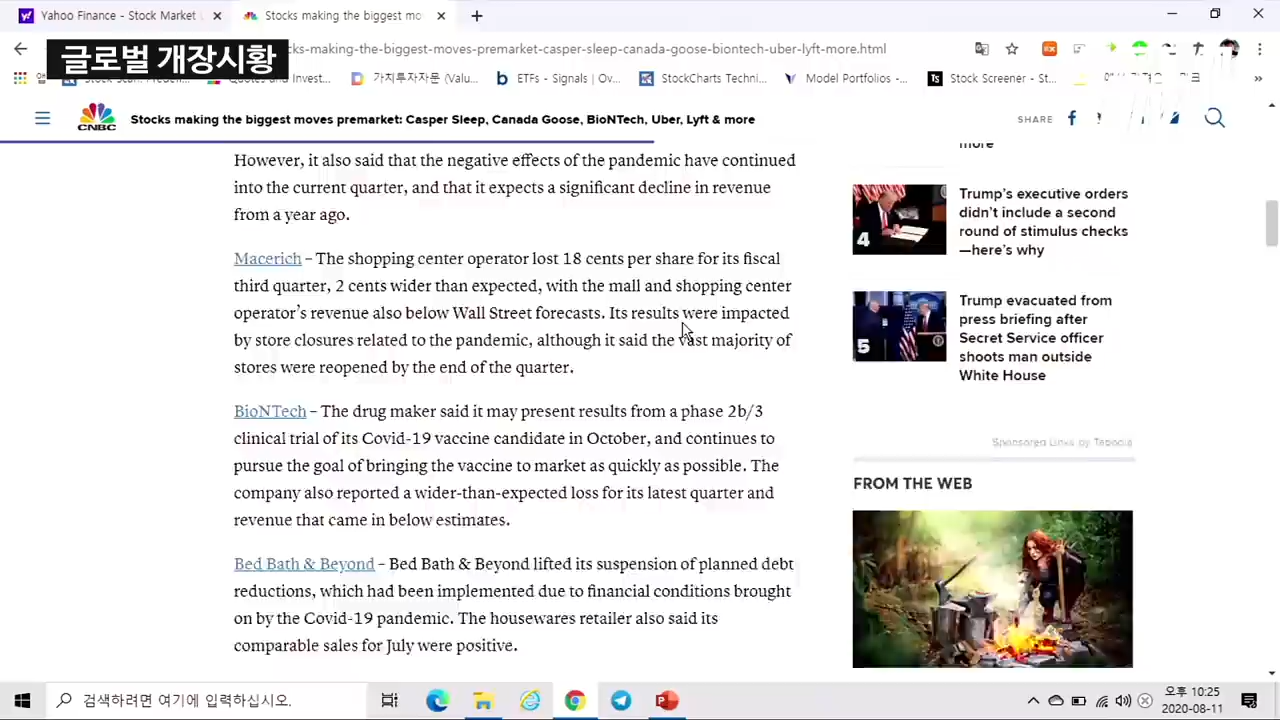 Yahoo Finance - Stock Market
Stocks making the biggest mo
글로벌 개장시황
cks-making-the-biggest-moves-premarket-casper-sleep-canada-goose-biontech-uber-lyft-more.html
가치투자자문 (Valu...
ETFs - Signals | Ov...
StockCharts Techni...
Model Portfolios -...
Stock Screener - St...
CNBC
Stocks making the biggest moves premarket: Casper Sleep, Canada Goose, BioNTech, Uber, Lyft & more
SHARE
However, it also said that the negative effects of the pandemic have continued
into the current quarter, and that it expects a significant decline in revenue
from a year ago.
Macerich – The shopping center operator lost 18 cents per share for its fiscal
third quarter, 2 cents wider than expected, with the mall and shopping center
operator's revenue also below Wall Street forecasts. Its results were impacted
by store closures related to the pandemic, although it said the vast majority of
stores were reopened by the end of the quarter.
BioNTech – The drug maker said it may present results from a phase 2b/3
clinical trial of its Covid-19 vaccine candidate in October, and continues to
pursue the goal of bringing the vaccine to market as quickly as possible. The
company also reported a wider-than-expected loss for its latest quarter and
revenue that came in below estimates.
Bed Bath & Beyond – Bed Bath & Beyond lifted its suspension of planned debt
reductions, which had been implemented due to financial conditions brought
on by the Covid-19 pandemic. The housewares retailer also said its
comparable sales for July were positive.
more
4
Trump's executive orders
didn't include a second
round of stimulus checks
—here's why
5
Trump evacuated from
press briefing after
Secret Service officer
shoots man outside
White House
Sponsored Links by Taboola
FROM THE WEB
검색하려면 여기에 입력하십시오.
오후 10:25
2020-08-11